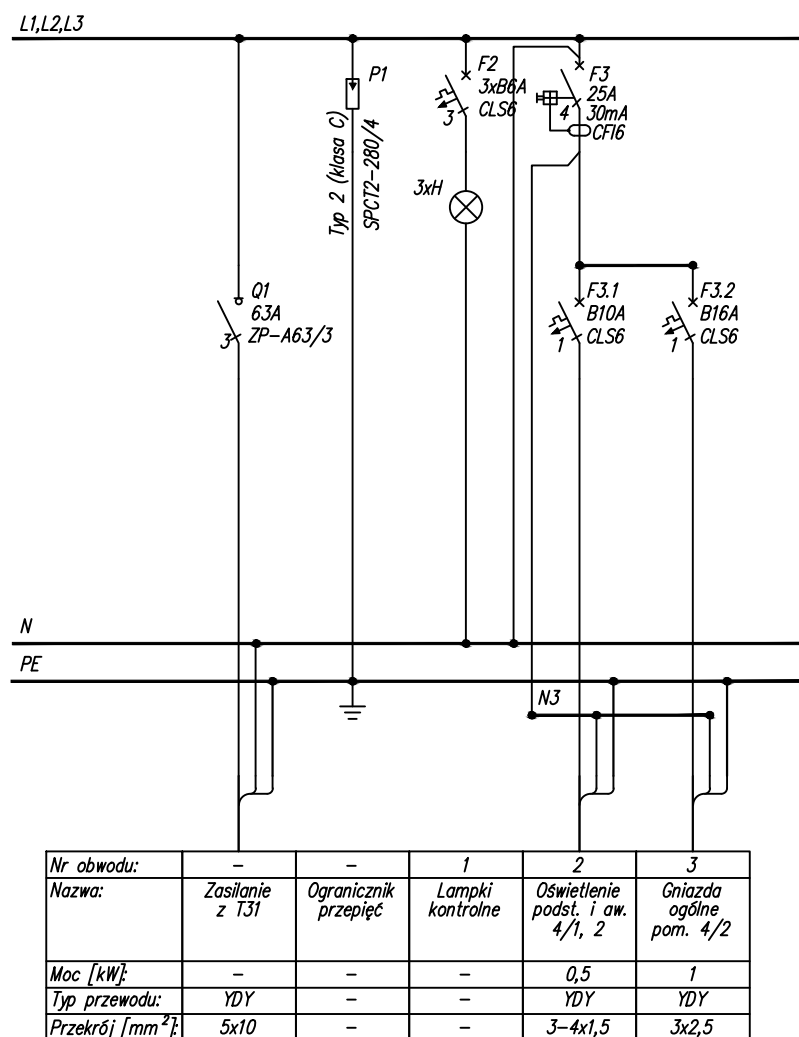 L1,L2,L3
P1
Typ 2 (klasa C)
SPCT2-280/4
F2
3xB6A
CLS6
3
3xH
F3
25A
30mA
CFI6
4
Q1
63A
ZP-A63/3
3
F3.1
B10A
CLS6
1
F3.2
B16A
CLS6
1
N
PE
N3
Nr obwodu: - - 1 2 3
Nazwa: Zasilanie z T31 Ogranicznik przepięć Lampki kontrolne Oświetlenie podst. i aw. 4/1, 2 Gniazda ogólne pom. 4/2
Moc [kW]: - - - 0,5 1
Typ przewodu: YDY - - YDY YDY
Przekrój [mm²]: 5x10 - - 3-4x1,5 3x2,5